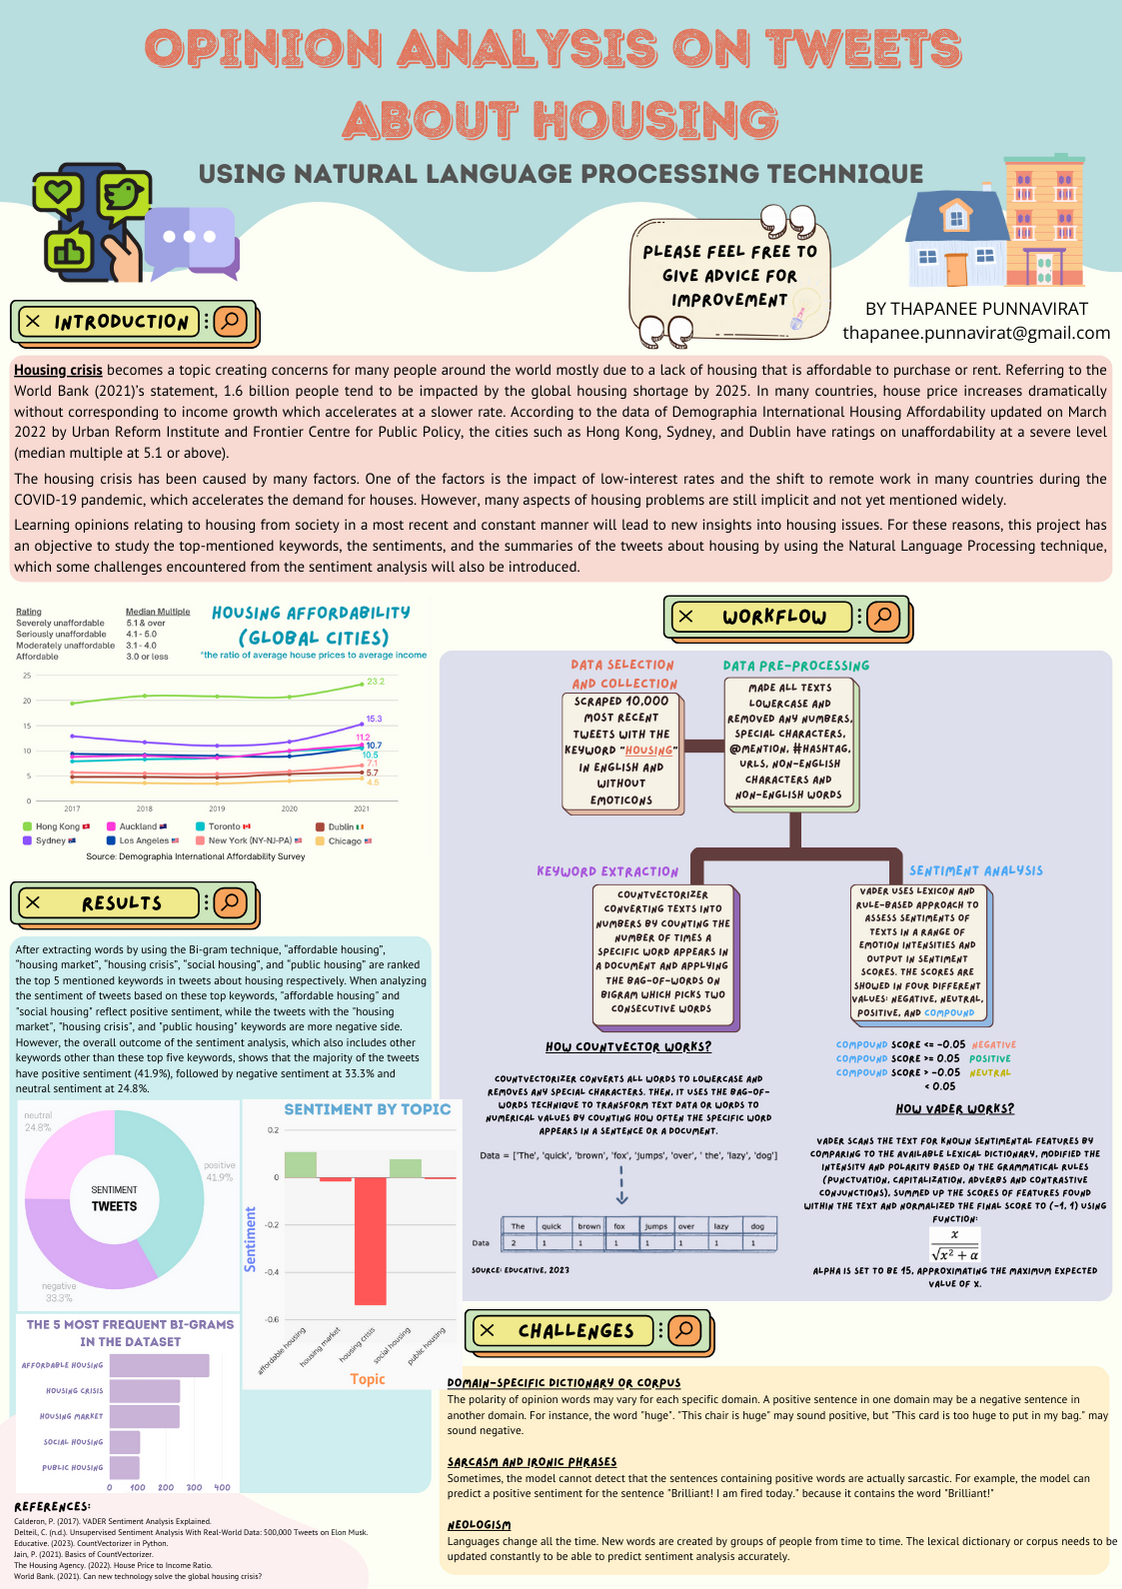 OPINION ANALYSIS ON TWEETS
ABOUT HOUSING
USING NATURAL LANGUAGE PROCESSING TECHNIQUE
PLEASE FEEL FREE TO
GIVE ADVICE FOR
IMPROVEMENT
BY THAPANEE PUNNAVIRAT
thapanee.punnavirat@gmail.com
INTRODUCTION
Housing crisis becomes a topic creating concerns for many people around the world mostly due to a lack of housing that is affordable to purchase or rent. Referring to the
World Bank (2021)'s statement, 1.6 billion people tend to be impacted by the global housing shortage by 2025. In many countries, house price increases dramatically
without corresponding to income growth which accelerates at a slower rate. According to the data of Demographia International Housing Affordability updated on March
2022 by Urban Reform Institute and Frontier Centre for Public Policy, the cities such as Hong Kong, Sydney, and Dublin have ratings on unaffordability at a severe level
(median multiple at 5.1 or above).
The housing crisis has been caused by many factors. One of the factors is the impact of low-interest rates and the shift to remote work in many countries during the
COVID-19 pandemic, which accelerates the demand for houses. However, many aspects of housing problems are still implicit and not yet mentioned widely.
Learning opinions relating to housing from society in a most recent and constant manner will lead to new insights into housing issues. For these reasons, this project has
an objective to study the top-mentioned keywords, the sentiments, and the summaries of the tweets about housing by using the Natural Language Processing technique,
which some challenges encountered from the sentiment analysis will also be introduced.
Rating Median Multiple
Severely unaffordable 5.1 & over
Seriously unaffordable 4.1 - 5.0
Moderately unaffordable 3.1 - 4.0
Affordable 3.0 or less
HOUSING AFFORDABILITY
(GLOBAL CITIES)
*the ratio of average house prices to average income
25
20
15
10
5
0
23.2
15.3
11.2
10.7
10.5
7.1
5.7
4.5
2017 2018 2019 2020 2021
Hong Kong Auckland Toronto Dublin
Sydney Los Angeles New York (NY-NJ-PA) Chicago
Source: Demographia International Affordability Survey
WORKFLOW
DATA SELECTION
AND COLLECTION
SCRAPED 10,000
MOST RECENT
TWEETS WITH THE
KEYWORD "HOUSING"
IN ENGLISH AND
WITHOUT
EMOTICONS
DATA PRE-PROCESSING
MADE ALL TEXTS
LOWERCASE AND
REMOVED ANY NUMBERS,
SPECIAL CHARACTERS,
@MENTION, #HASHTAG,
URLS, NON-ENGLISH
CHARACTERS AND
NON-ENGLISH WORDS
KEYWORD EXTRACTION
COUNTVECTORIZER
CONVERTING TEXTS INTO
NUMBERS BY COUNTING THE
NUMBER OF TIMES A
SPECIFIC WORD APPEARS IN
A DOCUMENT AND APPLYING
THE BAG-OF-WORDS ON
BIGRAM WHICH PICKS TWO
CONSECUTIVE WORDS
SENTIMENT ANALYSIS
VADER USES LEXICON AND
RULE-BASED APPROACH TO
ASSESS SENTIMENTS OF
TEXTS IN A RANGE OF
EMOTION INTENSITIES AND
OUTPUT IN SENTIMENT
SCORES. THE SCORES ARE
SHOWED IN FOUR DIFFERENT
VALUES: NEGATIVE, NEUTRAL,
POSITIVE, AND COMPOUND
COMPOUND SCORE <= -0.05 NEGATIVE
COMPOUND SCORE >= 0.05 POSITIVE
COMPOUND SCORE > -0.05 NEUTRAL
< 0.05
HOW COUNTVECTOR WORKS?
COUNTVECTORIZER CONVERTS ALL WORDS TO LOWERCASE AND
REMOVES ANY SPECIAL CHARACTERS. THEN, IT USES THE BAG-OF-
WORDS TECHNIQUE TO TRANSFORM TEXT DATA OR WORDS TO
NUMERICAL VALUES BY COUNTING HOW OFTEN THE SPECIFIC WORD
APPEARS IN A SENTENCE OR A DOCUMENT.
Data = ['The', 'quick', 'brown', 'fox', 'jumps', 'over', ' the', 'lazy', 'dog']
The quick brown fox jumps over lazy dog
Data 2 1 1 1 1 1 1 1
SOURCE: EDUCATIVE, 2023
HOW VADER WORKS?
VADER SCANS THE TEXT FOR KNOWN SENTIMENTAL FEATURES BY
COMPARING TO THE AVAILABLE LEXICAL DICTIONARY, MODIFIED THE
INTENSITY AND POLARITY BASED ON THE GRAMMATICAL RULES
(PUNCTUATION, CAPITALIZATION, ADVERBS AND CONTRASTIVE
CONJUNCTIONS), SUMMED UP THE SCORES OF FEATURES FOUND
WITHIN THE TEXT AND NORMALIZED THE FINAL SCORE TO (-1, 1) USING
FUNCTION:
x
√x² + α
ALPHA IS SET TO BE 15, APPROXIMATING THE MAXIMUM EXPECTED
VALUE OF X.
RESULTS
After extracting words by using the Bi-gram technique, "affordable housing",
"housing market", "housing crisis", "social housing", and "public housing" are ranked
the top 5 mentioned keywords in tweets about housing respectively. When analyzing
the sentiment of tweets based on these top keywords, "affordable housing" and
"social housing" reflect positive sentiment, while the tweets with the "housing
market", "housing crisis", and "public housing" keywords are more negative side.
However, the overall outcome of the sentiment analysis, which also includes other
keywords other than these top five keywords, shows that the majority of the tweets
have positive sentiment (41.9%), followed by negative sentiment at 33.3% and
neutral sentiment at 24.8%.
neutral
24.8%
positive
41.9%
SENTIMENT
TWEETS
negative
33.3%
SENTIMENT BY TOPIC
Sentiment
0.2
0
-0.2
-0.4
-0.6
affordable housing
housing market
housing crisis
social housing
public housing
Topic
THE 5 MOST FREQUENT BI-GRAMS
IN THE DATASET
AFFORDABLE HOUSING
HOUSING CRISIS
HOUSING MARKET
SOCIAL HOUSING
PUBLIC HOUSING
0 100 200 300 400
CHALLENGES
DOMAIN-SPECIFIC DICTIONARY OR CORPUS
The polarity of opinion words may vary for each specific domain. A positive sentence in one domain may be a negative sentence in
another domain. For instance, the word "huge". "This chair is huge" may sound positive, but "This card is too huge to put in my bag." may
sound negative.
SARCASM AND IRONIC PHRASES
Sometimes, the model cannot detect that the sentences containing positive words are actually sarcastic. For example, the model can
predict a positive sentiment for the sentence "Brilliant! I am fired today." because it contains the word "Brilliant!"
NEOLOGISM
Languages change all the time. New words are created by groups of people from time to time. The lexical dictionary or corpus needs to be
updated constantly to be able to predict sentiment analysis accurately.
REFERENCES:
Calderon, P. (2017). VADER Sentiment Analysis Explained.
Delteil, C. (n.d.). Unsupervised Sentiment Analysis With Real-World Data: 500,000 Tweets on Elon Musk.
Educative. (2023). CountVectorizer in Python.
Jain, P. (2021). Basics of CountVectorizer.
The Housing Agency. (2022). House Price to Income Ratio.
World Bank. (2021). Can new technology solve the global housing crisis?